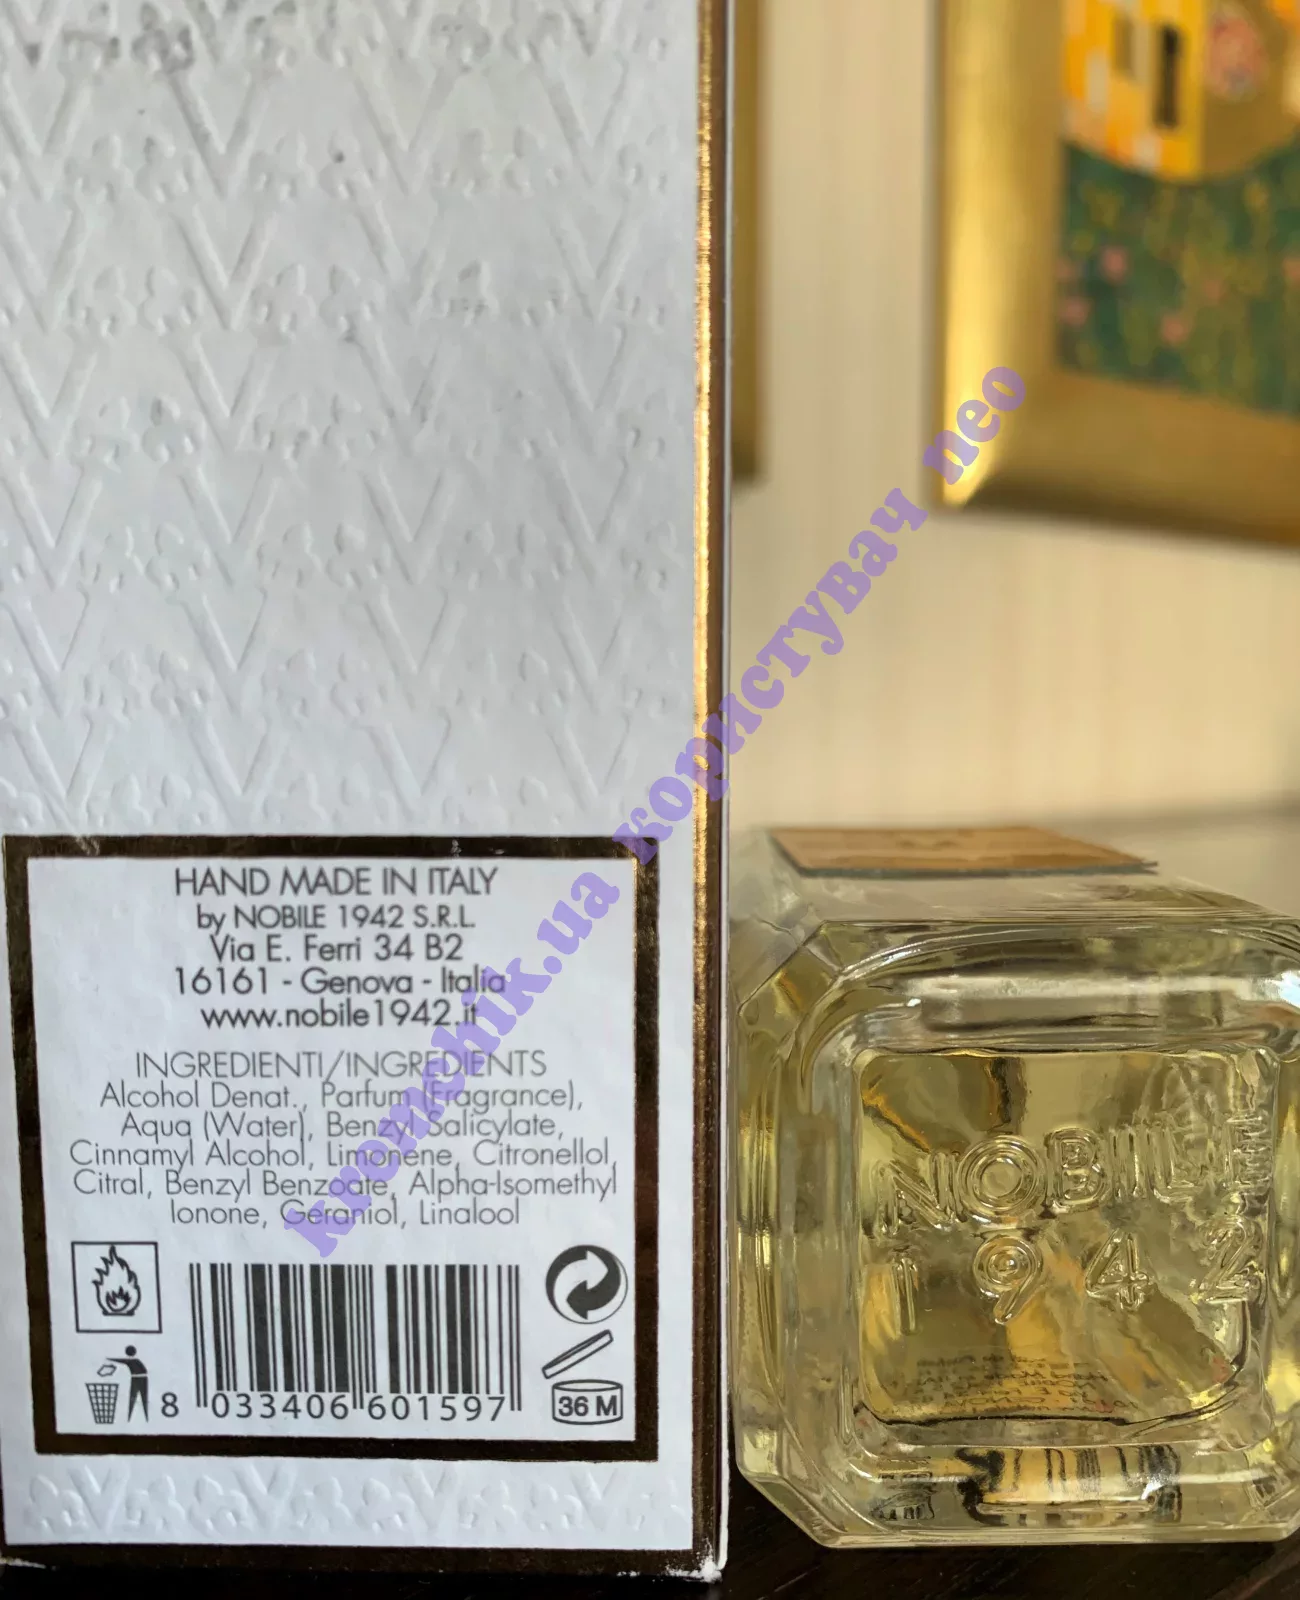 HAND MADE IN ITALY
by NOBILE 1942 S.R.L.
Via E. Ferri 34 B2
16161 - Genova - Italia
www.nobile1942.it
INGREDIENTI/INGREDIENTS
Alcohol Denat., Parfum (Fragrance),
Aqua (Water), Benzyl Salicylate,
Cinnamyl Alcohol, Limonene, Citronellol,
Citral, Benzyl Benzoate, Alpha-Isomethyl
Ionone, Geraniol, Linalool
8 033406 601597
36 M
NOBILE
1942
kremchik.ua користувач neo